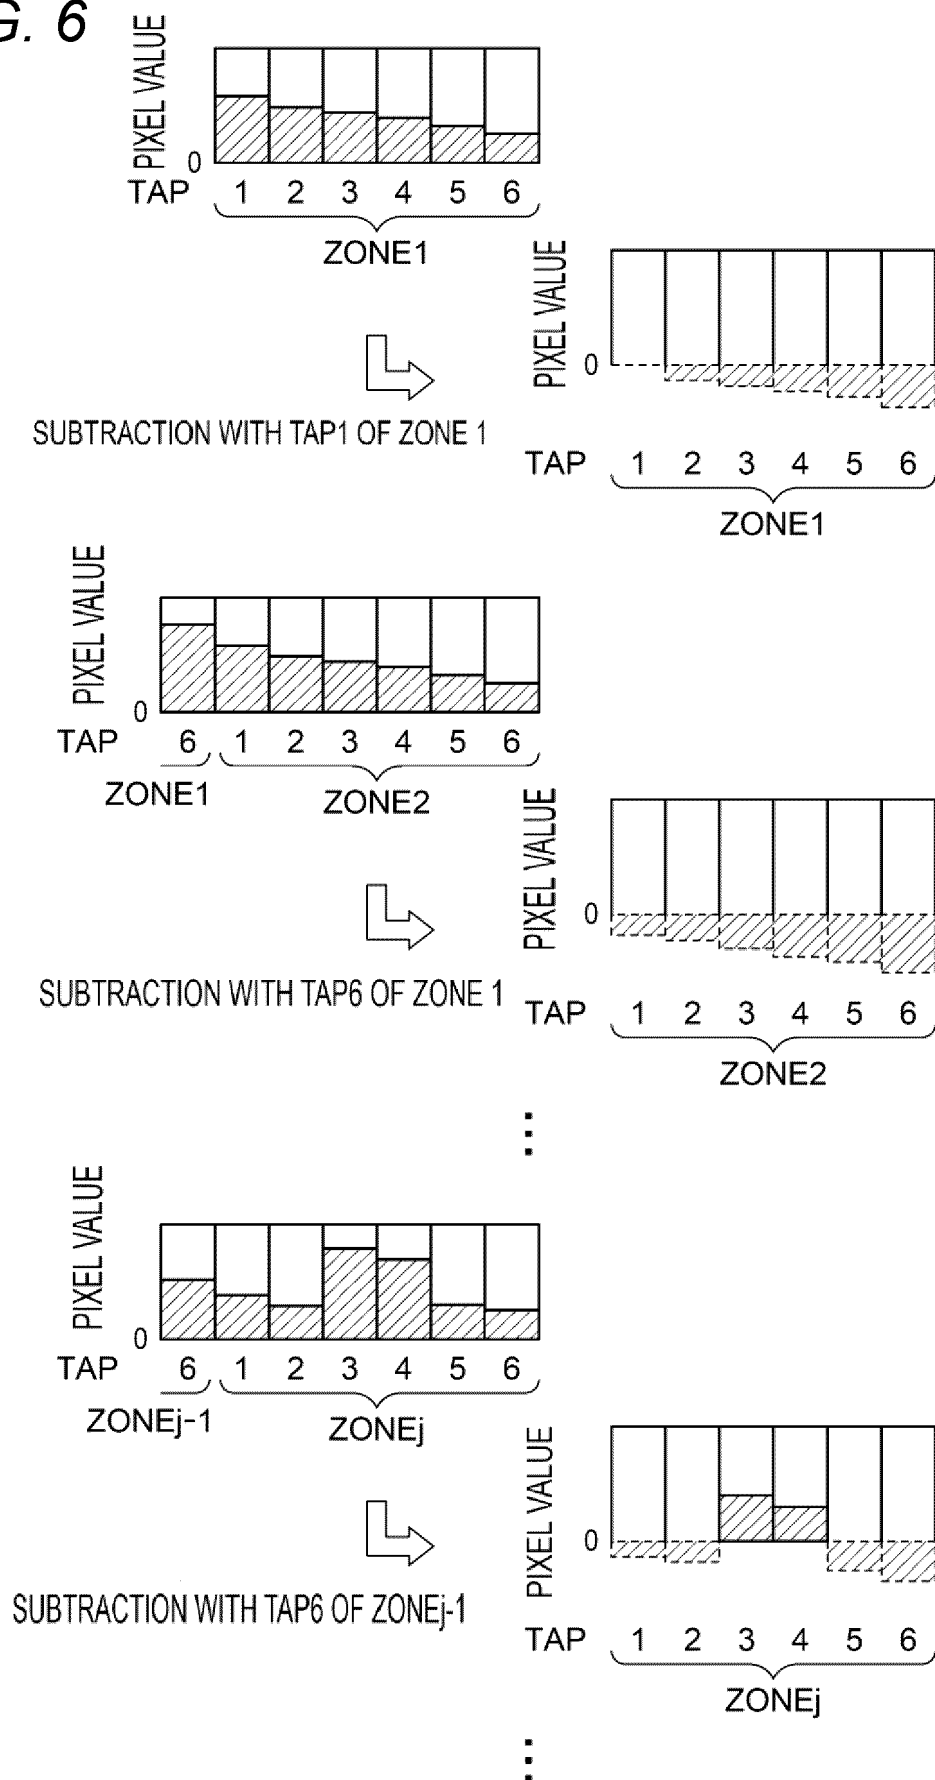 G. 6
PIXEL VALUE
0
TAP 1 2 3 4 5 6
ZONE1
PIXEL VALUE
0
SUBTRACTION WITH TAP1 OF ZONE 1
TAP 1 2 3 4 5 6
ZONE1
PIXEL VALUE
0
TAP 6 1 2 3 4 5 6
ZONE1 ZONE2
PIXEL VALUE
0
SUBTRACTION WITH TAP6 OF ZONE 1
TAP 1 2 3 4 5 6
ZONE2
PIXEL VALUE
0
TAP 6 1 2 3 4 5 6
ZONEj-1 ZONEj
PIXEL VALUE
0
SUBTRACTION WITH TAP6 OF ZONEj-1
TAP 1 2 3 4 5 6
ZONEj